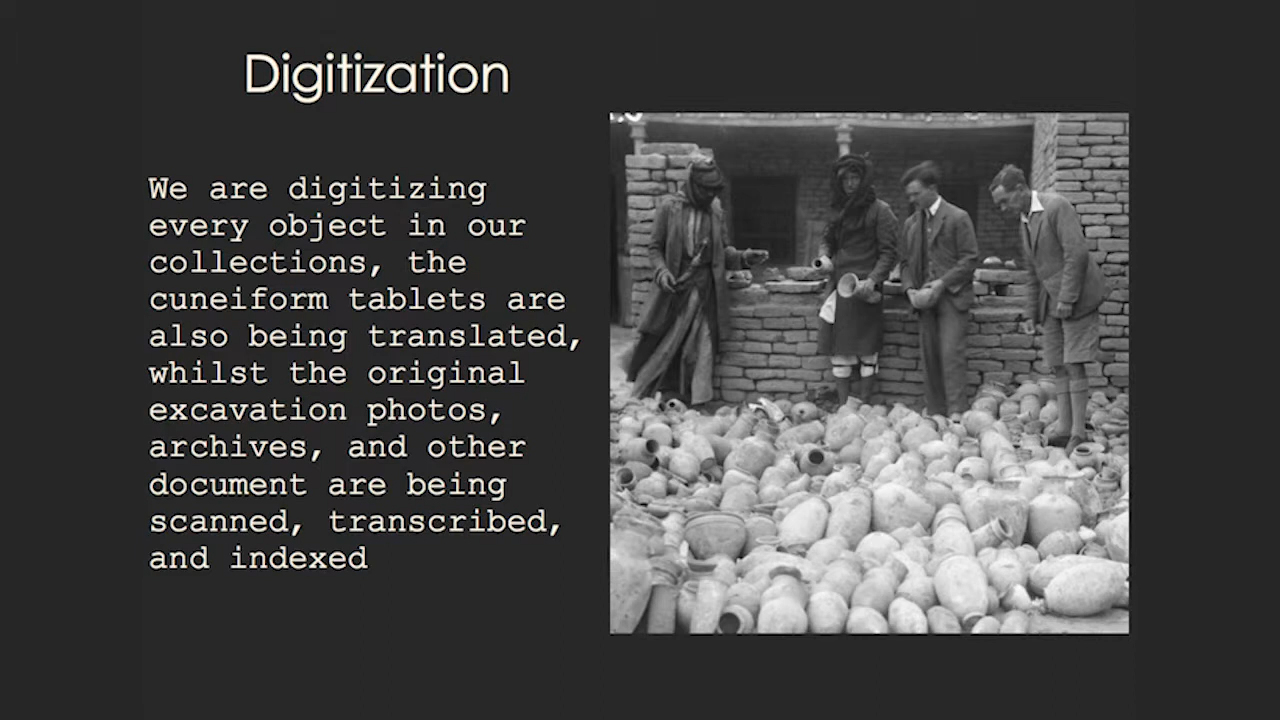 Digitization
We are digitizing
every object in our
collections, the
cuneiform tablets are
also being translated,
whilst the original
excavation photos,
archives, and other
document are being
scanned, transcribed,
and indexed